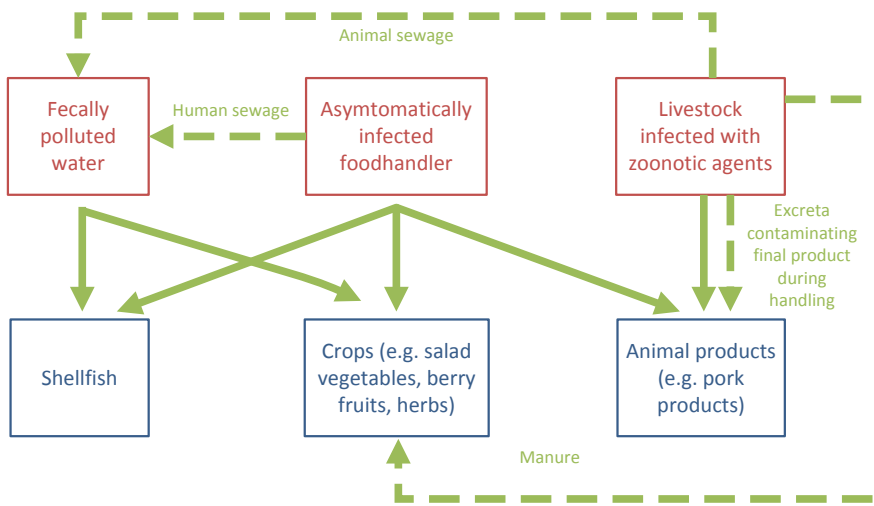 Animal sewage
Fecally
polluted
water
Human sewage
Asymtomatically
infected
foodhandler
Livestock
infected with
zoonotic agents
Excreta
contaminating
final product
during
handling
Shellfish
Crops (e.g. salad
vegetables, berry
fruits, herbs)
Animal products
(e.g. pork
products)
Manure